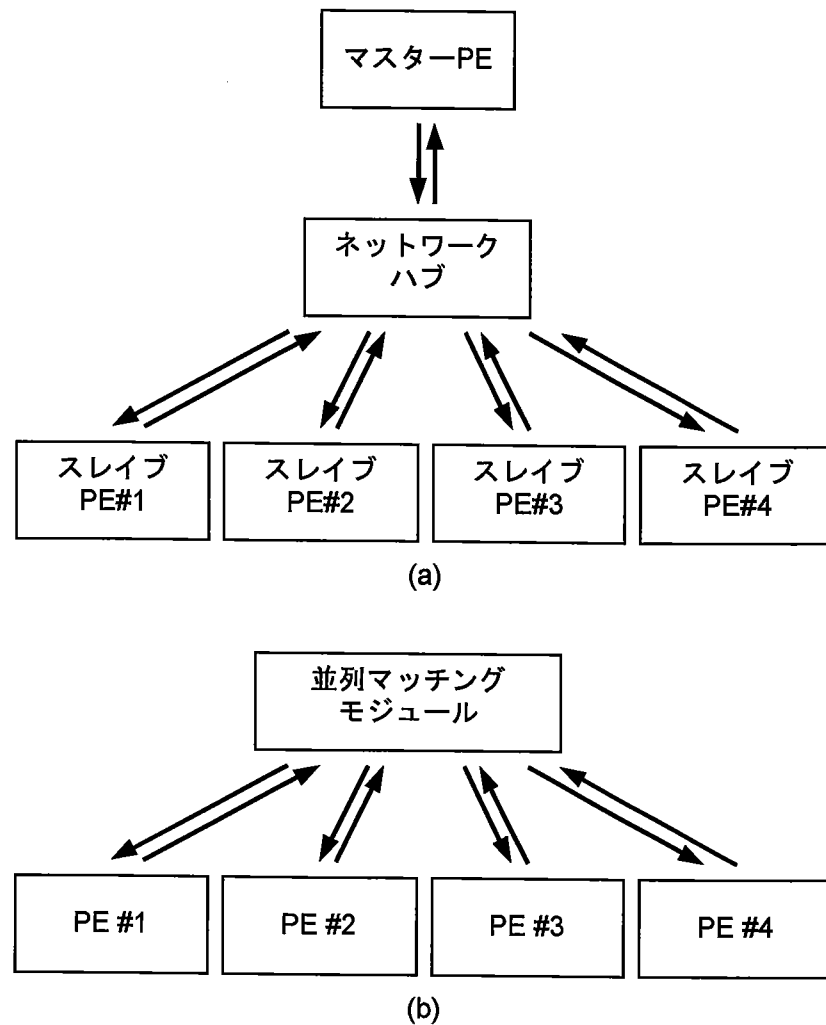 マスターPE
ネットワーク
ハブ
スレイブ
PE#1
スレイブ
PE#2
スレイブ
PE#3
スレイブ
PE#4
(a)
並列マッチング
モジュール
PE #1
PE #2
PE #3
PE #4
(b)